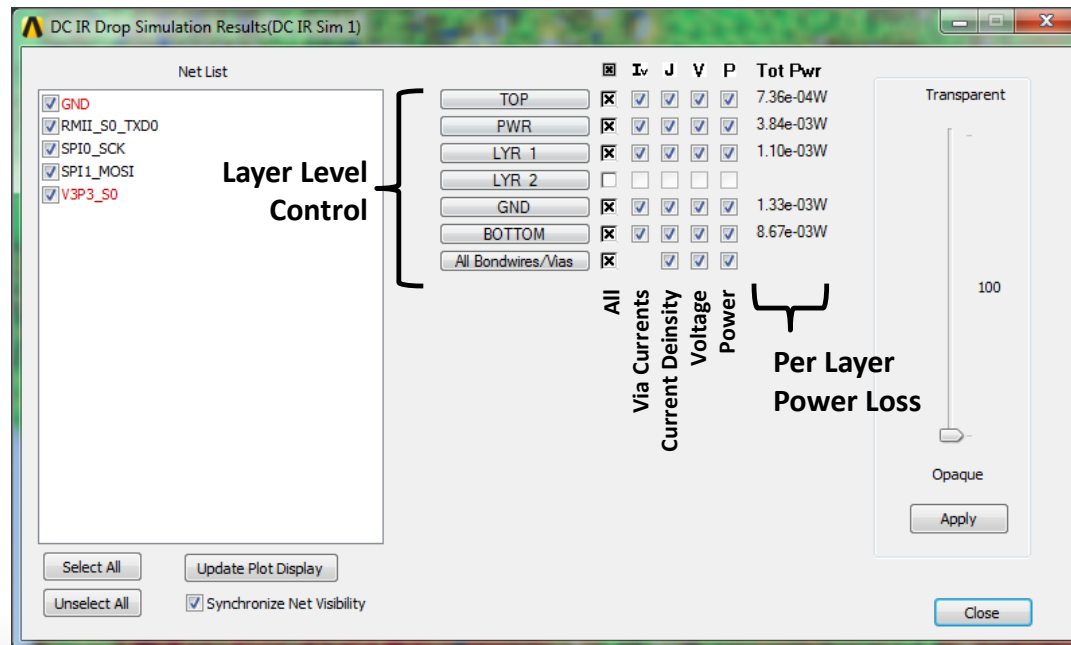 DC IR Drop Simulation Results(DC IR Sim 1)
Net List
GND
RMII_S0_TXD0
SPI0_SCK
SPI1_MOSI
V3P3_S0
Select All
Unselect All
Update Plot Display
Synchronize Net Visibility
Layer Level
Control
Iv J V P Tot Pwr
TOP 7.36e-04W
PWR 3.84e-03W
LYR 1 1.10e-03W
LYR 2
GND 1.33e-03W
BOTTOM 8.67e-03W
All Bondwires/Vias
All
Via Currents
Current Deinsity
Voltage
Power
Per Layer
Power Loss
Transparent
100
Opaque
Apply
Close